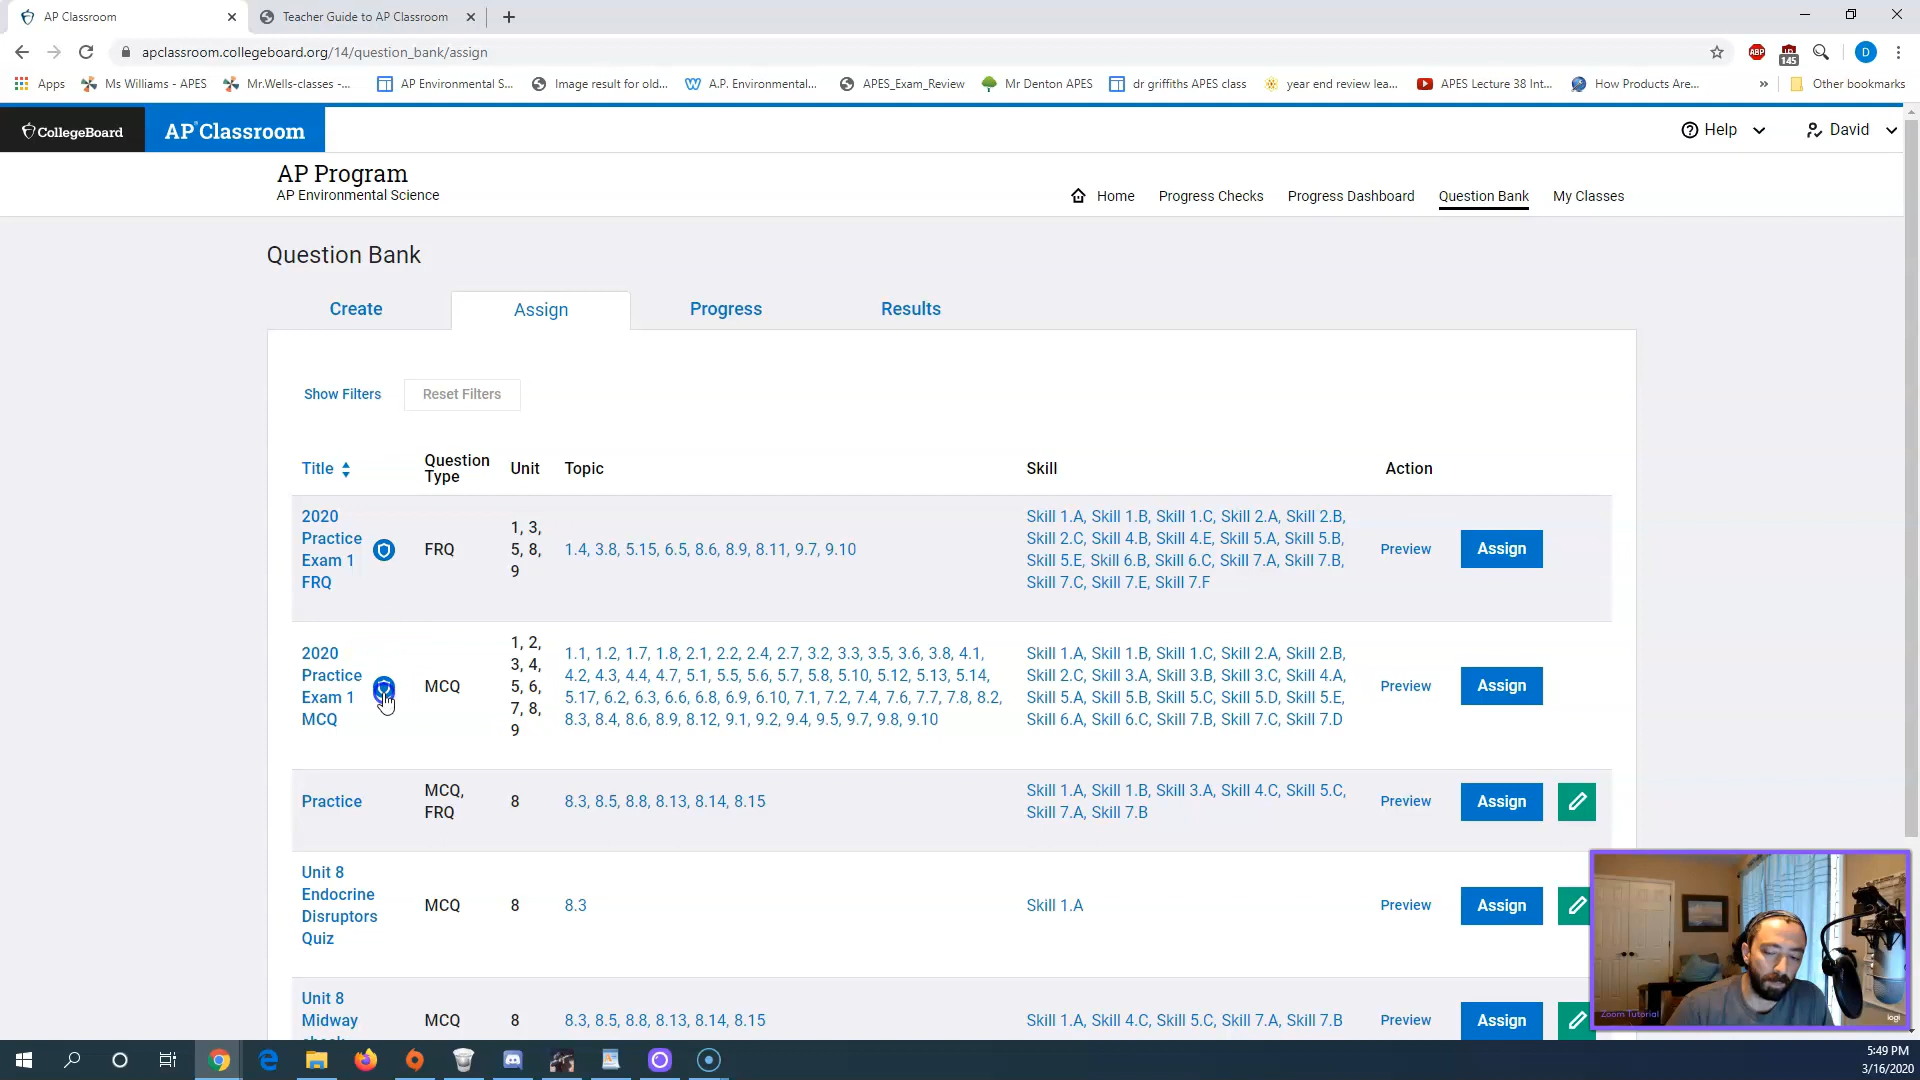 AP Classroom
Teacher Guide to AP Classroom
apclassroom.collegeboard.org/14/question_bank/assign
ABP
145
D
Apps
Ms Williams - APES
Mr.Wells-classes -...
AP Environmental S...
Image result for old...
A.P. Environmental...
APES_Exam_Review
Mr Denton APES
dr griffiths APES class
year end review lea...
APES Lecture 38 Int...
How Products Are...
»
Other bookmarks
CollegeBoard
AP Classroom
Help
David
AP Program
AP Environmental Science
Home
Progress Checks
Progress Dashboard
Question Bank
My Classes
Question Bank
Create
Assign
Progress
Results
Show Filters
Reset Filters
Title
Question
Type
Unit
Topic
Skill
Action
2020
Practice
Exam 1
FRQ
FRQ
1, 3,
5, 8,
9
1.4, 3.8, 5.15, 6.5, 8.6, 8.9, 8.11, 9.7, 9.10
Skill 1.A, Skill 1.B, Skill 1.C, Skill 2.A, Skill 2.B,
Skill 2.C, Skill 4.B, Skill 4.E, Skill 5.A, Skill 5.B,
Skill 5.E, Skill 6.B, Skill 6.C, Skill 7.A, Skill 7.B,
Skill 7.C, Skill 7.E, Skill 7.F
Preview
Assign
2020
Practice
Exam 1
MCQ
MCQ
1, 2,
3, 4,
5, 6,
7, 8,
9
1.1, 1.2, 1.7, 1.8, 2.1, 2.2, 2.4, 2.7, 3.2, 3.3, 3.5, 3.6, 3.8, 4.1,
4.2, 4.3, 4.4, 4.7, 5.1, 5.5, 5.6, 5.7, 5.8, 5.10, 5.12, 5.13, 5.14,
5.17, 6.2, 6.3, 6.6, 6.8, 6.9, 6.10, 7.1, 7.2, 7.4, 7.6, 7.7, 7.8, 8.2,
8.3, 8.4, 8.6, 8.9, 8.12, 9.1, 9.2, 9.4, 9.5, 9.7, 9.8, 9.10
Skill 1.A, Skill 1.B, Skill 1.C, Skill 2.A, Skill 2.B,
Skill 2.C, Skill 3.A, Skill 3.B, Skill 3.C, Skill 4.A,
Skill 5.A, Skill 5.B, Skill 5.C, Skill 5.D, Skill 5.E,
Skill 6.A, Skill 6.C, Skill 7.B, Skill 7.C, Skill 7.D
Preview
Assign
Practice
MCQ,
FRQ
8
8.3, 8.5, 8.8, 8.13, 8.14, 8.15
Skill 1.A, Skill 1.B, Skill 3.A, Skill 4.C, Skill 5.C,
Skill 7.A, Skill 7.B
Preview
Assign
Unit 8
Endocrine
Disruptors
Quiz
MCQ
8
8.3
Skill 1.A
Preview
Assign
Unit 8
Midway
MCQ
8
8.3, 8.5, 8.8, 8.13, 8.14, 8.15
Skill 1.A, Skill 4.C, Skill 5.C, Skill 7.A, Skill 7.B
Preview
Assign
Zoom Tutorial
logi
5:49 PM
3/16/2020